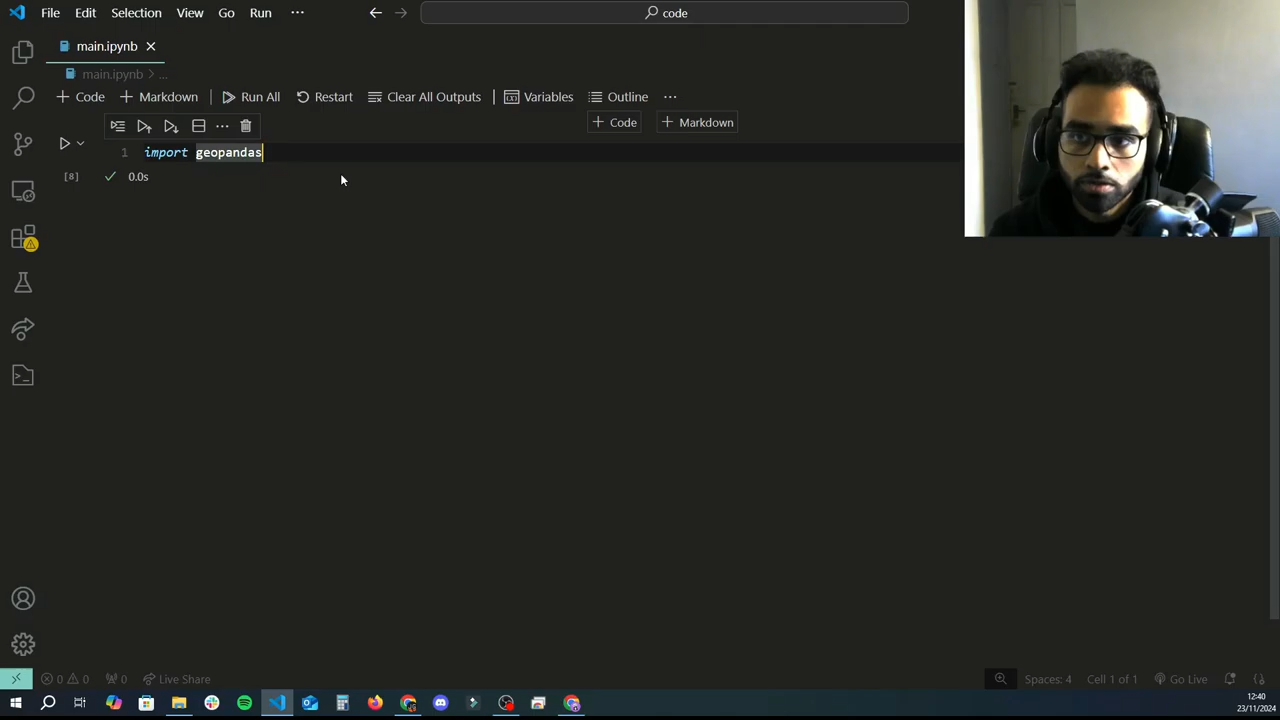 File Edit Selection View Go Run ··· code
main.ipynb
main.ipynb > ...
+ Code + Markdown Run All Restart Clear All Outputs Variables Outline ···
+ Code + Markdown
1 import geopandas
[8] 0.0s
0 0 0 Live Share Spaces: 4 Cell 1 of 1 Go Live
12:40
23/11/2024